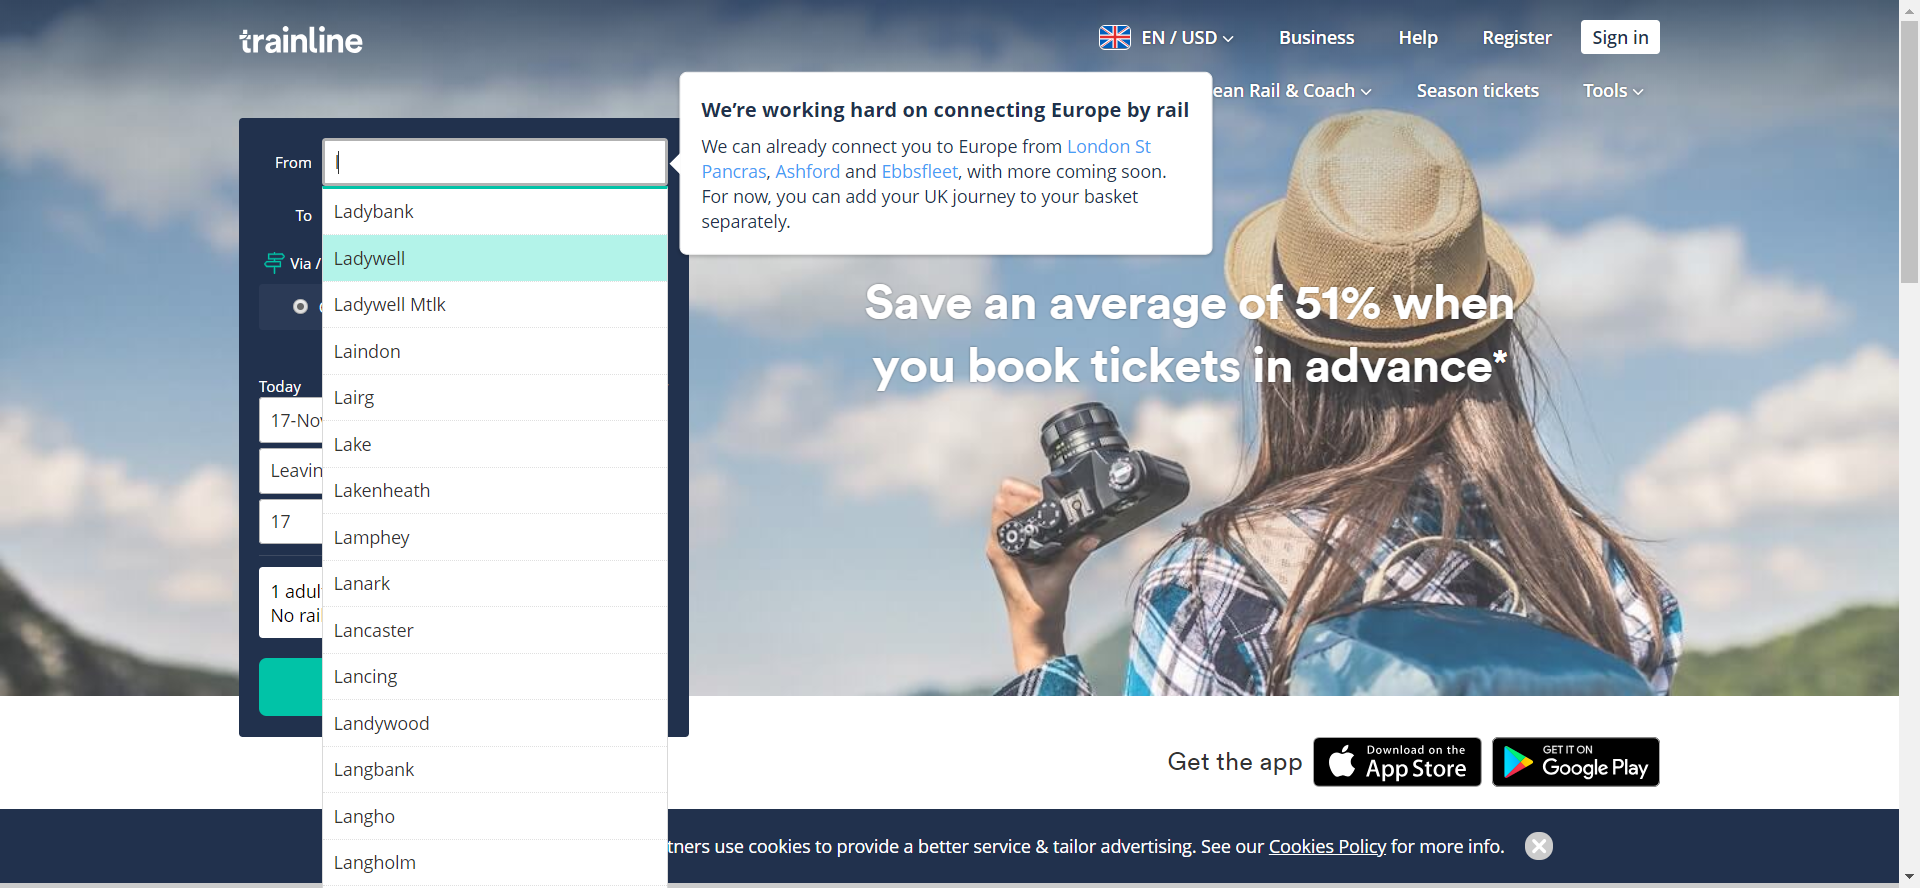 trainline
EN / USD
Business
Help
Register
Sign in
ean Rail & Coach
Season tickets
Tools
From
l
To
Via /
Today
17-Nov
Leavin
17
1 adul
No rai
Ladybank
Ladywell
Ladywell Mtlk
Laindon
Lairg
Lake
Lakenheath
Lamphey
Lanark
Lancaster
Lancing
Landywood
Langbank
Langho
Langholm
We're working hard on connecting Europe by rail
We can already connect you to Europe from London St
Pancras, Ashford and Ebbsfleet, with more coming soon.
For now, you can add your UK journey to your basket
separately.
Save an average of 51% when
you book tickets in advance*
Get the app
Download on the
App Store
GET IT ON
Google Play
tners use cookies to provide a better service & tailor advertising. See our Cookies Policy for more info.